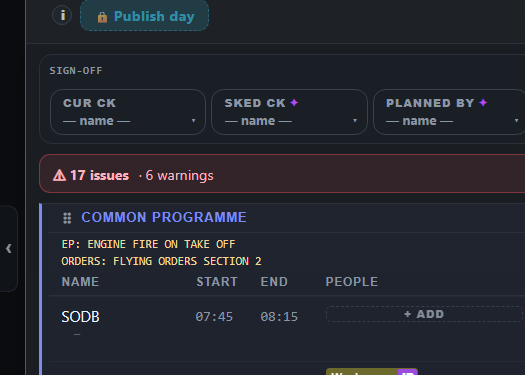 i
Publish day
SIGN-OFF
CUR CK
SKED CK
PLANNED BY
— name —
— name —
— name —
17 issues · 6 warnings
COMMON PROGRAMME
EP: ENGINE FIRE ON TAKE OFF
ORDERS: FLYING ORDERS SECTION 2
NAME START END PEOPLE
SODB 07:45 08:15 + ADD
—